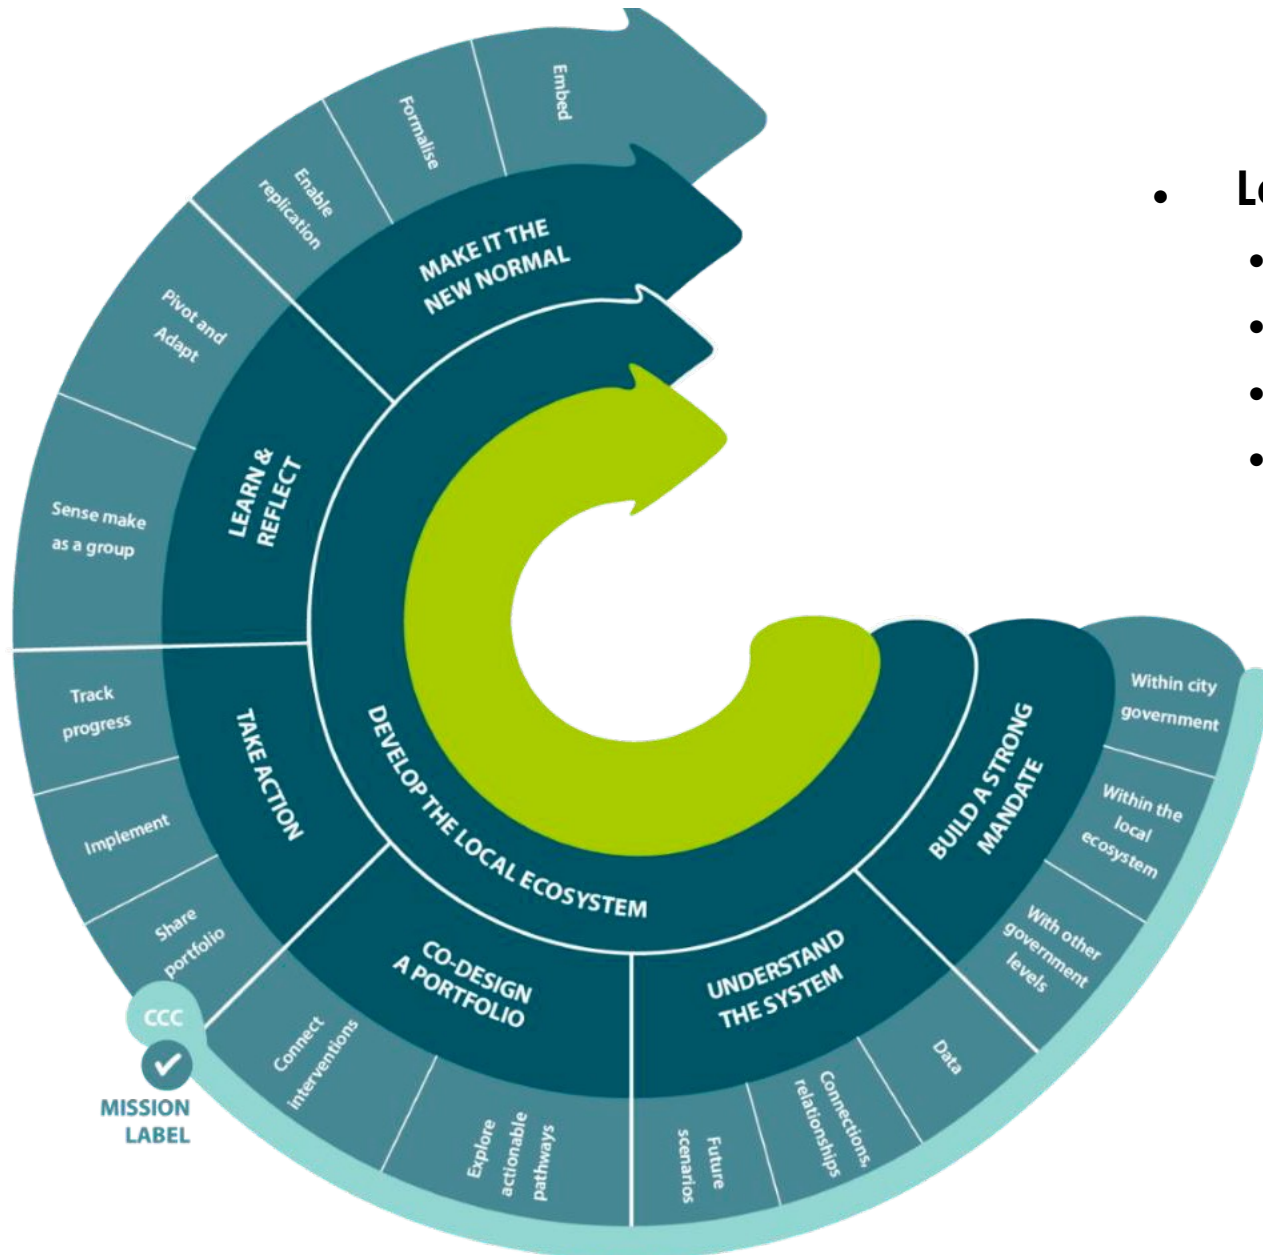 Embed
Formalise
Enable
replication
MAKE IT THE
NEW NORMAL
Pivot and
Adapt
LEARN &
REFLECT
Sense make
as a group
Track
progress
TAKE ACTION
Implement
Share
portfolio
DEVELOP THE LOCAL ECOSYSTEM
BUILD A STRONG
MANDATE
Within city
government
Within the
local
ecosystem
With other
government
levels
UNDERSTAND
THE SYSTEM
Data
Connections,
relationships
Future
scenarios
CO-DESIGN
A PORTFOLIO
Explore
actionable
pathways
Connect
interventions
CCC
MISSION
LABEL